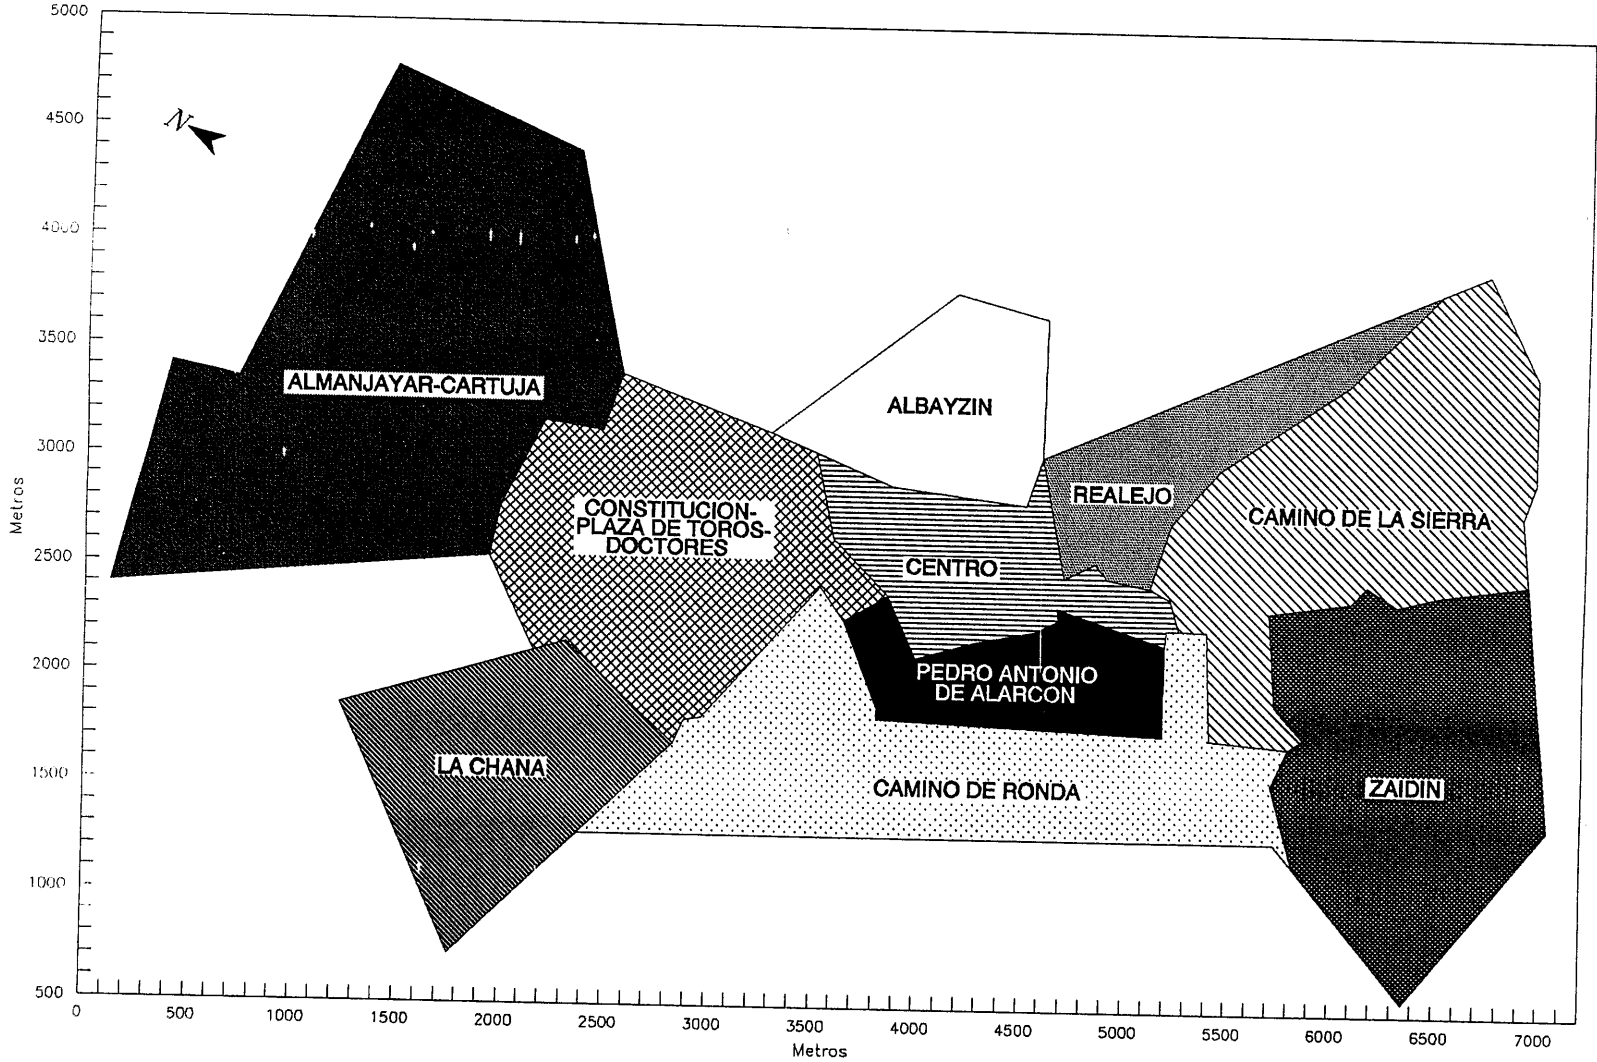 5000
4500
4000
3500
3000
2500
2000
1500
1000
500
Metros
N
ALMANJAYAR-CARTUJA
ALBAYZIN
CONSTITUCION-
PLAZA DE TOROS-
DOCTORES
REALEJO
CAMINO DE LA SIERRA
CENTRO
PEDRO ANTONIO
DE ALARCON
LA CHANA
CAMINO DE RONDA
ZAIDIN
0 500 1000 1500 2000 2500 3000 3500 4000 4500 5000 5500 6000 6500 7000
Metros